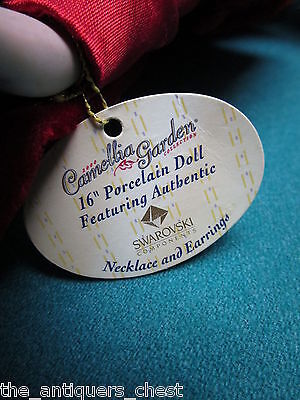 Camellia Garden
COLLECTION
16" Porcelain Doll
Featuring Authentic
SWAROVSKI
COMPONENTS
Necklace and Earrings
the_antiquers_chest